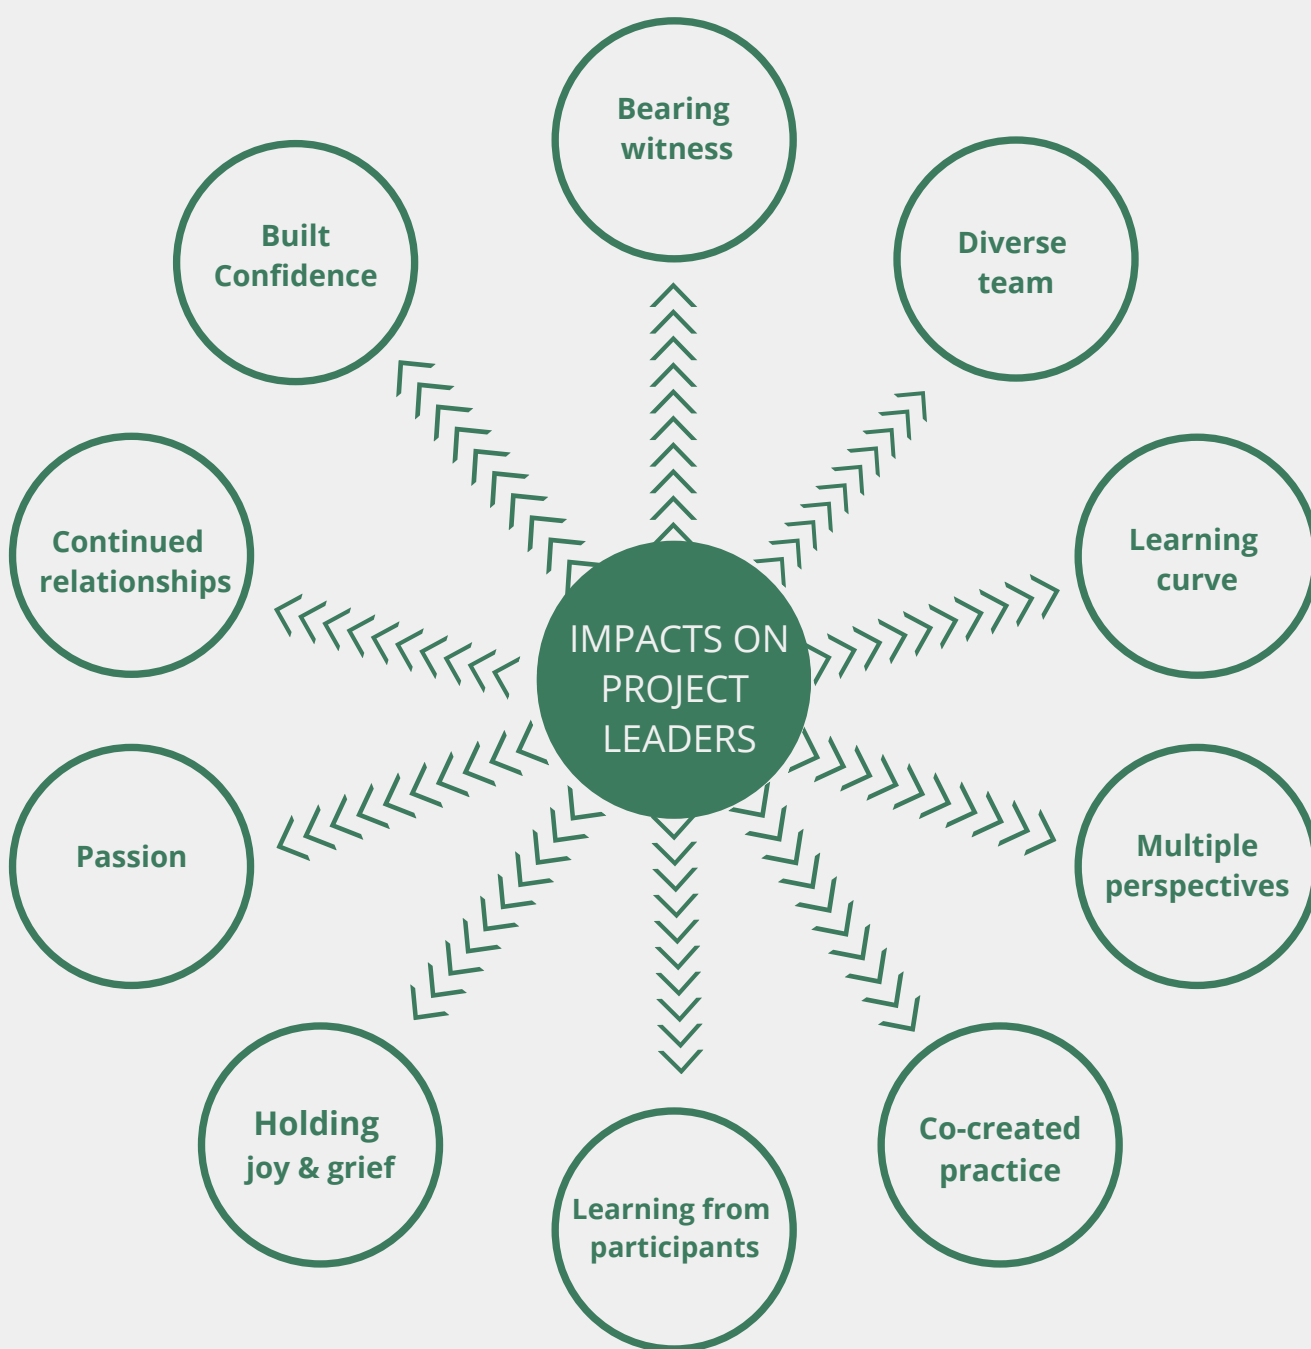 Bearing
witness
Built
Confidence
Diverse
team
Continued
relationships
Learning
curve
IMPACTS ON
PROJECT
LEADERS
Passion
Multiple
perspectives
Holding
joy & grief
Co-created
practice
Learning from
participants